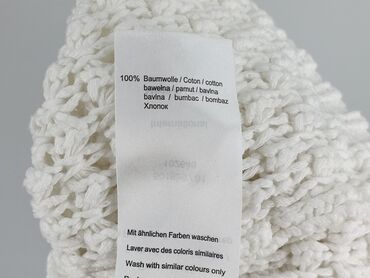 100% Baumwolle / Coton / cotton
bawełna / pamut / bavlna
bavlna / bumbac / bombaz
Хлопок
Mit ähnlichen Farben waschen
Laver avec des coloris similaires
Wash with similar colours only